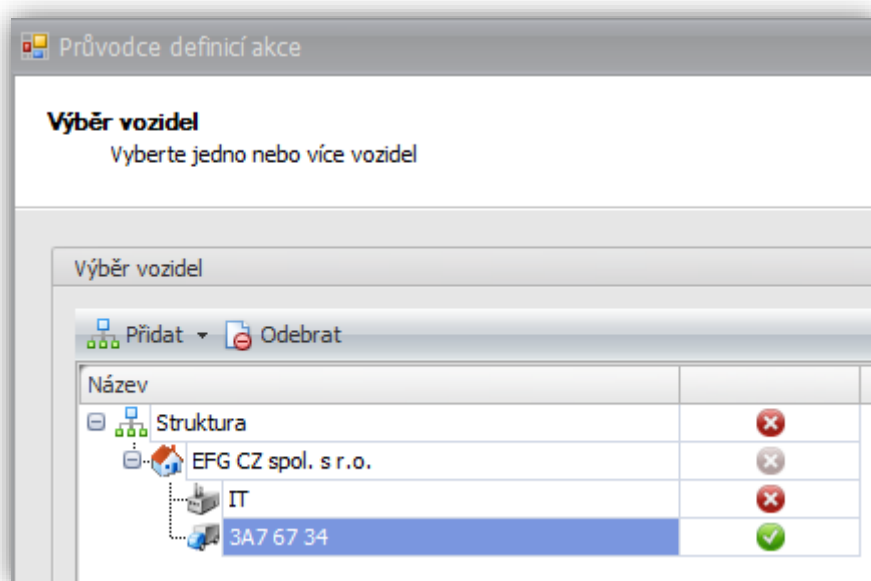 Průvodce definicí akce
Výběr vozidel
Vyberte jedno nebo více vozidel
Výběr vozidel
Přidat Odebrat
Název
Struktura
EFG CZ spol. s r.o.
IT
3A7 67 34